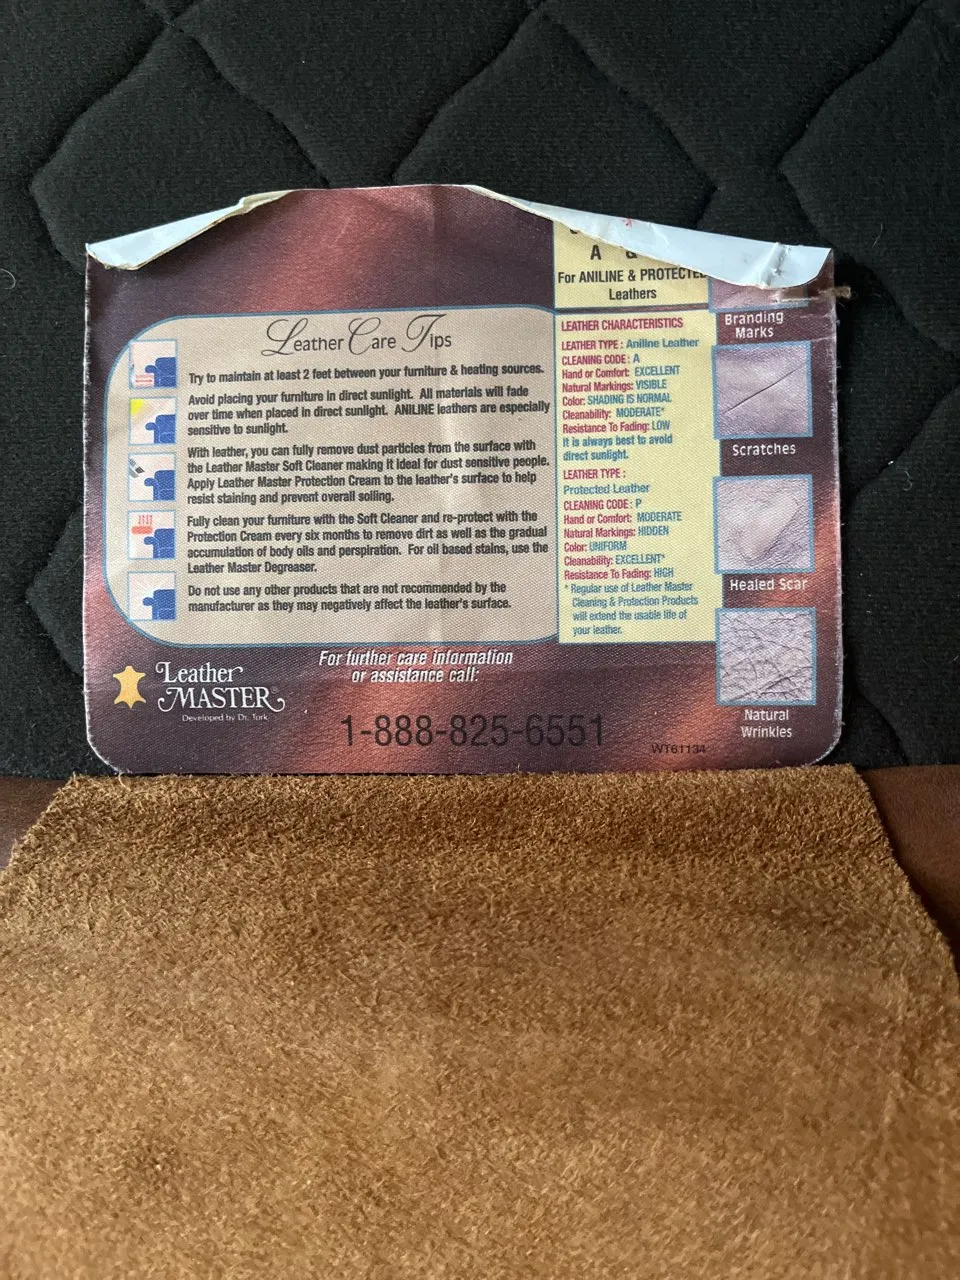 A &
For ANILINE & PROTECTED
Leathers
Leather Care Tips
Try to maintain at least 2 feet between your furniture & heating sources.
Avoid placing your furniture in direct sunlight. All materials will fade
over time when placed in direct sunlight. ANILINE leathers are especially
sensitive to sunlight.
With leather, you can fully remove dust particles from the surface with
the Leather Master Soft Cleaner making it ideal for dust sensitive people.
Apply Leather Master Protection Cream to the leather's surface to help
resist staining and prevent overall soiling.
Fully clean your furniture with the Soft Cleaner and re-protect with the
Protection Cream every six months to remove dirt as well as the gradual
accumulation of body oils and perspiration. For oil based stains, use the
Leather Master Degreaser.
Do not use any other products that are not recommended by the
manufacturer as they may negatively affect the leather's surface.
LEATHER CHARACTERISTICS
LEATHER TYPE : Aniline Leather
CLEANING CODE : A
Hand or Comfort: EXCELLENT
Natural Markings: VISIBLE
Color: SHADING IS NORMAL
Cleanability: MODERATE*
Resistance To Fading: LOW
It is always best to avoid
direct sunlight.
LEATHER TYPE :
Protected Leather
CLEANING CODE : P
Hand or Comfort: MODERATE
Natural Markings: HIDDEN
Color: UNIFORM
Cleanability: EXCELLENT*
Resistance To Fading: HIGH
* Regular use of Leather Master
Cleaning & Protection Products
will extend the usable life of
your leather.
Branding
Marks
Scratches
Healed Scar
Natural
Wrinkles
Leather
MASTER
Developed by Dr. Tork
For further care information
or assistance call:
1-888-825-6551
WT61134